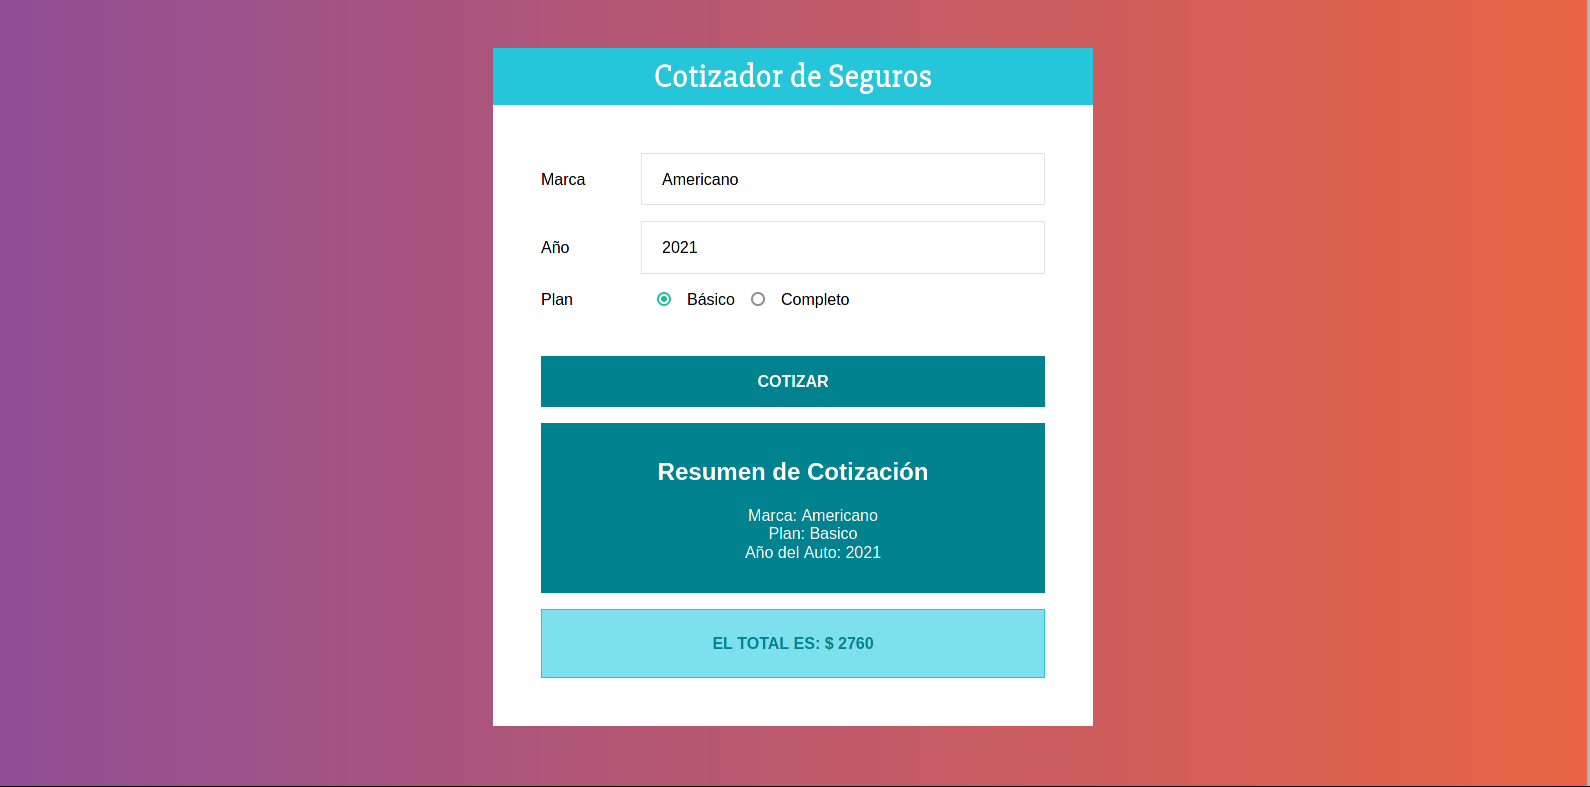 Cotizador de Seguros
Marca Americano
Año 2021
Plan Básico Completo
COTIZAR
Resumen de Cotización
Marca: Americano
Plan: Basico
Año del Auto: 2021
EL TOTAL ES: $ 2760